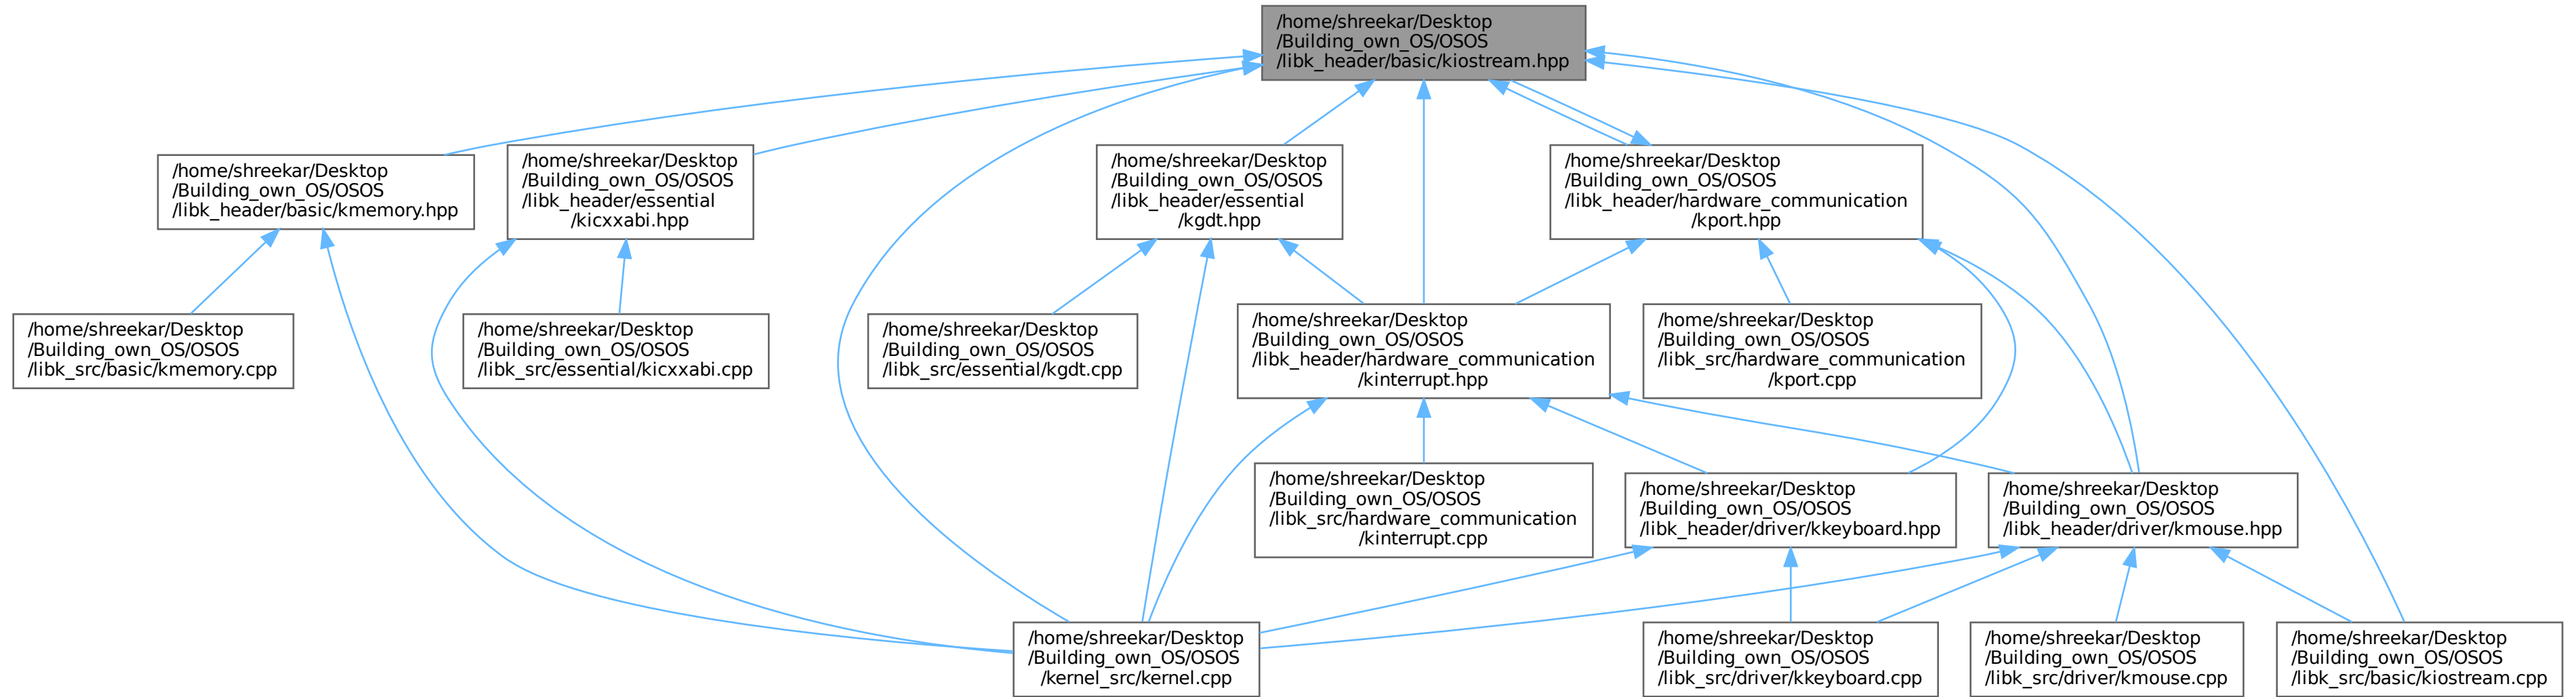 /home/shreekar/Desktop
/Building_own_OS/OSOS
/libk_header/basic/kiostream.hpp
/home/shreekar/Desktop
/Building_own_OS/OSOS
/libk_header/basic/kmemory.hpp
/home/shreekar/Desktop
/Building_own_OS/OSOS
/libk_header/essential
/kicxxabi.hpp
/home/shreekar/Desktop
/Building_own_OS/OSOS
/libk_header/essential
/kgdt.hpp
/home/shreekar/Desktop
/Building_own_OS/OSOS
/libk_header/hardware_communication
/kport.hpp
/home/shreekar/Desktop
/Building_own_OS/OSOS
/libk_src/basic/kmemory.cpp
/home/shreekar/Desktop
/Building_own_OS/OSOS
/libk_src/essential/kicxxabi.cpp
/home/shreekar/Desktop
/Building_own_OS/OSOS
/libk_src/essential/kgdt.cpp
/home/shreekar/Desktop
/Building_own_OS/OSOS
/libk_header/hardware_communication
/kinterrupt.hpp
/home/shreekar/Desktop
/Building_own_OS/OSOS
/libk_src/hardware_communication
/kport.cpp
/home/shreekar/Desktop
/Building_own_OS/OSOS
/libk_src/hardware_communication
/kinterrupt.cpp
/home/shreekar/Desktop
/Building_own_OS/OSOS
/libk_header/driver/kkeyboard.hpp
/home/shreekar/Desktop
/Building_own_OS/OSOS
/libk_header/driver/kmouse.hpp
/home/shreekar/Desktop
/Building_own_OS/OSOS
/kernel_src/kernel.cpp
/home/shreekar/Desktop
/Building_own_OS/OSOS
/libk_src/driver/kkeyboard.cpp
/home/shreekar/Desktop
/Building_own_OS/OSOS
/libk_src/driver/kmouse.cpp
/home/shreekar/Desktop
/Building_own_OS/OSOS
/libk_src/basic/kiostream.cpp